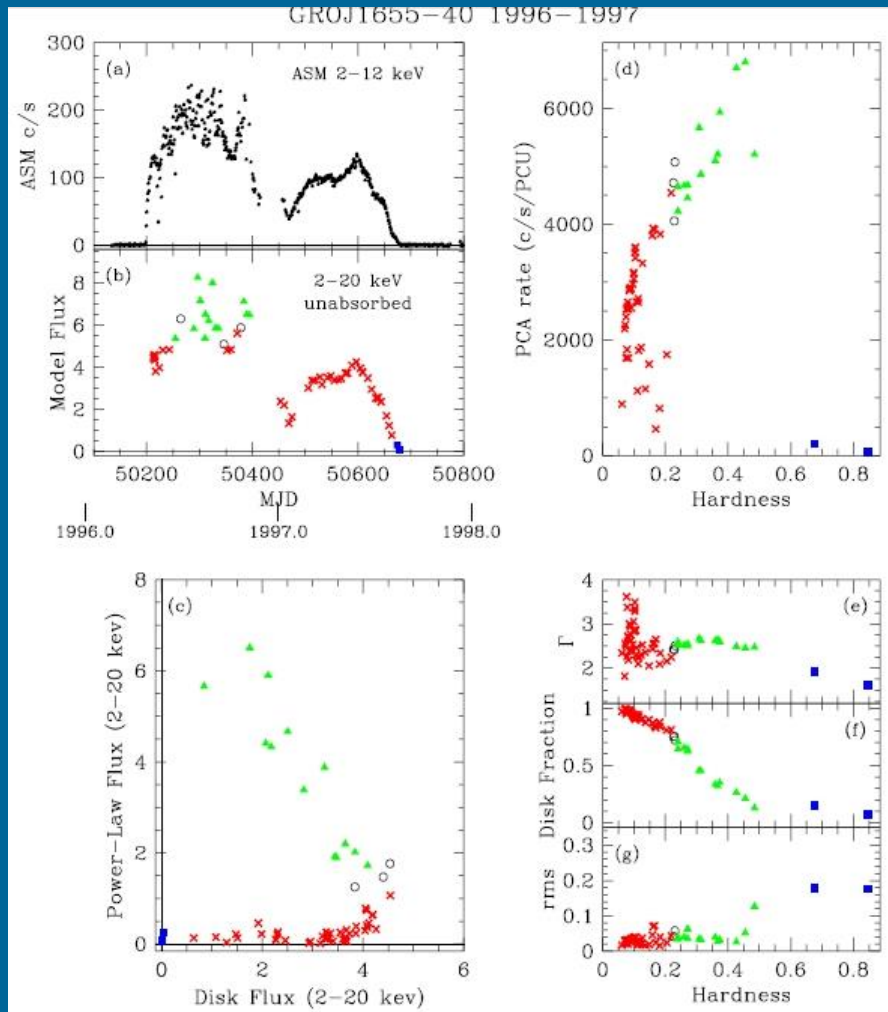 GROJ1655-40 1996-1997
(a)
ASM 2-12 keV
ASM c/s
300
200
100
0
(b)
2-20 keV
unabsorbed
Model Flux
8
6
4
2
0
50200
50400
50600
50800
MJD
1996.0
1997.0
1998.0
(d)
PCA rate (c/s/PCU)
6000
4000
2000
0
0
0.2
0.4
0.6
0.8
Hardness
(c)
Power-Law Flux (2-20 kev)
8
6
4
2
0
0
2
4
6
Disk Flux (2-20 kev)
(e)
Γ
4
3
2
(f)
Disk Fraction
1
0.5
0
(g)
rms
0.3
0.2
0.1
0
0
0.2
0.4
0.6
0.8
Hardness